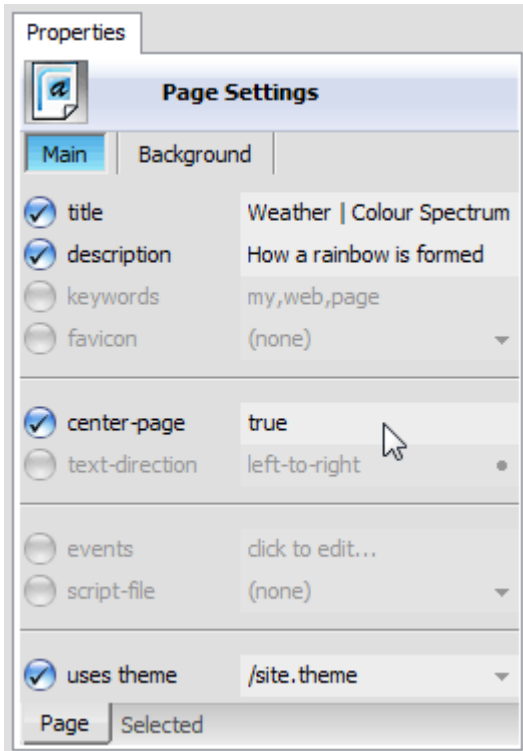 Properties
a
Page Settings
Main Background
title Weather | Colour Spectrum
description How a rainbow is formed
keywords my,web,page
favicon (none)
center-page true
text-direction left-to-right
events click to edit...
script-file (none)
uses theme /site.theme
Page Selected